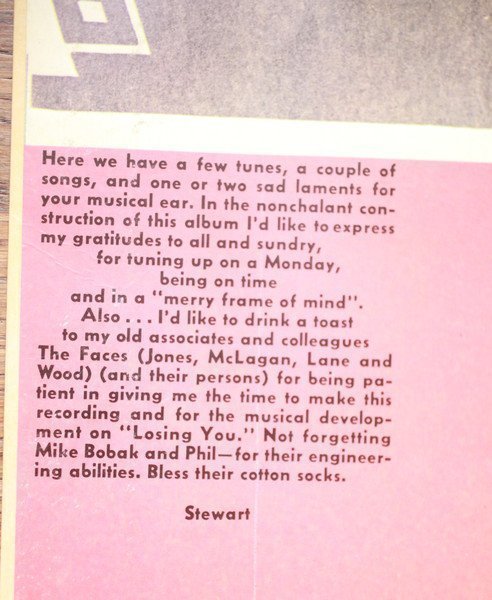 Here we have a few tunes, a couple of
songs, and one or two sad laments for
your musical ear. In the nonchalant con-
struction of this album I'd like to express
my gratitudes to all and sundry,
for tuning up on a Monday,
being on time
and in a "merry frame of mind".
Also . . . I'd like to drink a toast
to my old associates and colleagues
The Faces (Jones, McLagan, Lane and
Wood) (and their persons) for being pa-
tient in giving me the time to make this
recording and for the musical develop-
ment on "Losing You." Not forgetting
Mike Bobak and Phil—for their engineer-
ing abilities. Bless their cotton socks.
Stewart